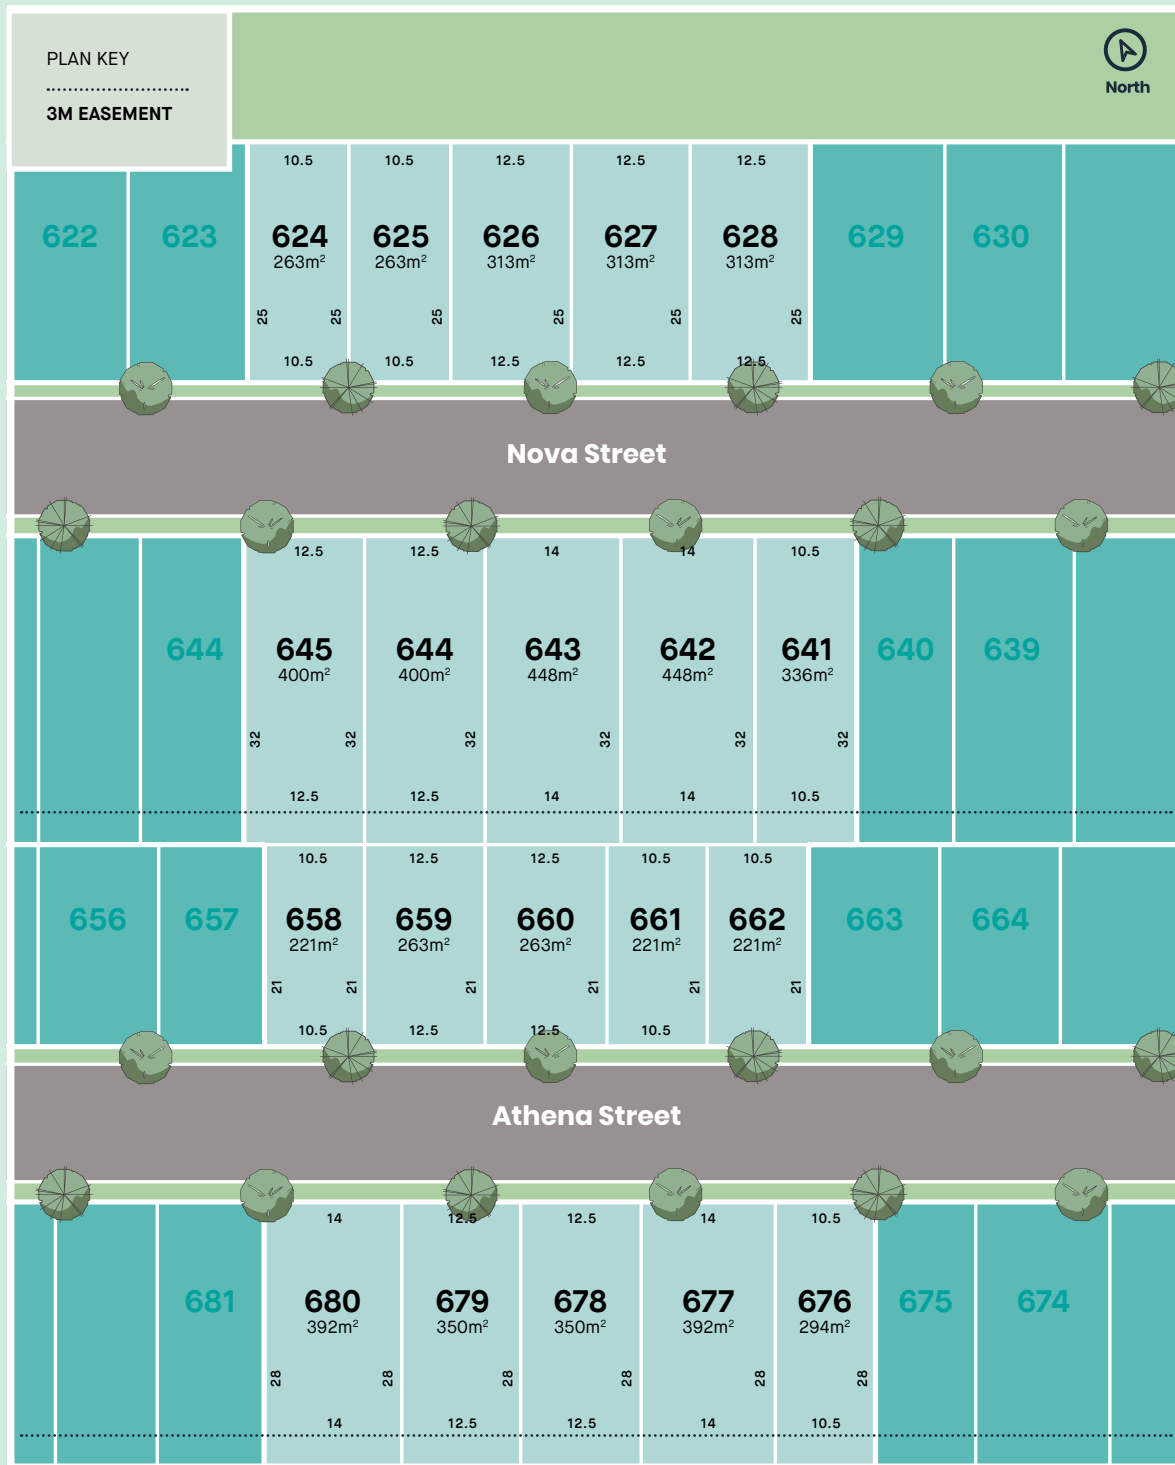 PLAN KEY
3M EASEMENT
North
10.5 10.5 12.5 12.5 12.5
622 623 624 625 626 627 628 629 630
263m² 263m² 313m² 313m² 313m²
25 25 25 25 25 25
10.5 10.5 12.5 12.5 12.5
Nova Street
12.5 12.5 14 14 10.5
644 645 644 643 642 641 640 639
400m² 400m² 448m² 448m² 336m²
32 32 32 32 32 32
12.5 12.5 14 14 10.5
10.5 12.5 12.5 10.5 10.5
656 657 658 659 660 661 662 663 664
221m² 263m² 263m² 221m² 221m²
21 21 21 21 21 21
10.5 12.5 12.5 10.5
Athena Street
14 12.5 12.5 14 10.5
681 680 679 678 677 676 675 674
392m² 350m² 350m² 392m² 294m²
28 28 28 28 28 28
14 12.5 12.5 14 10.5